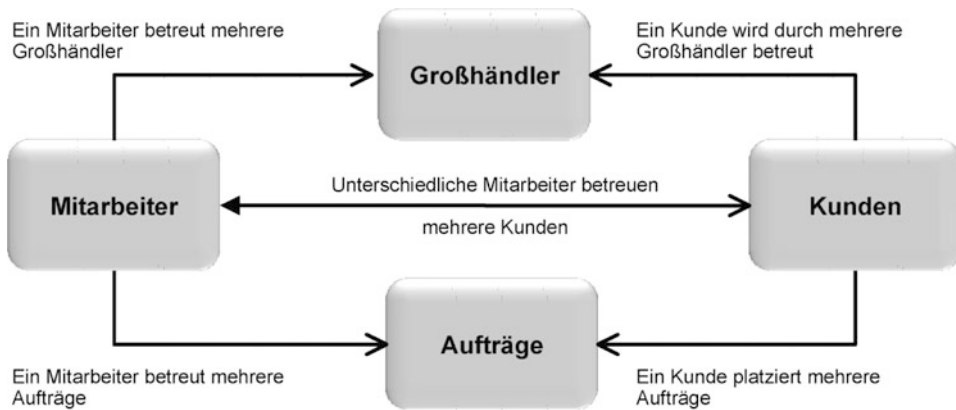 Ein Mitarbeiter betreut mehrere
Großhändler
Ein Kunde wird durch mehrere
Großhändler betreut
Großhändler
Mitarbeiter
Unterschiedliche Mitarbeiter betreuen
mehrere Kunden
Kunden
Aufträge
Ein Mitarbeiter betreut mehrere
Aufträge
Ein Kunde platziert mehrere
Aufträge